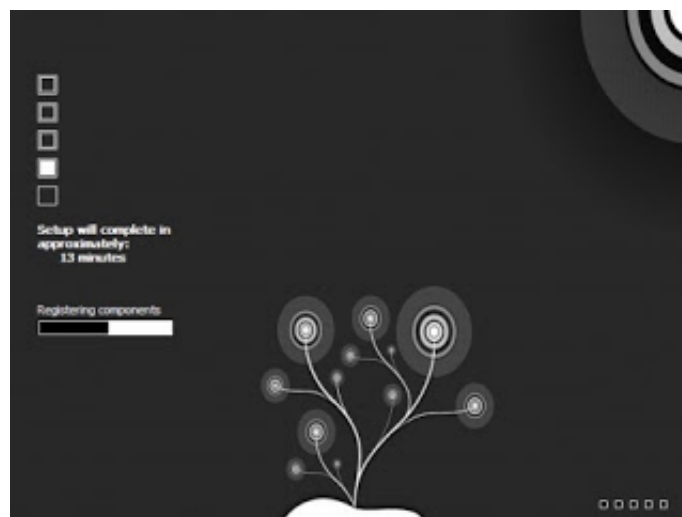 Setup will complete in
approximately:
13 minutes
Registering components